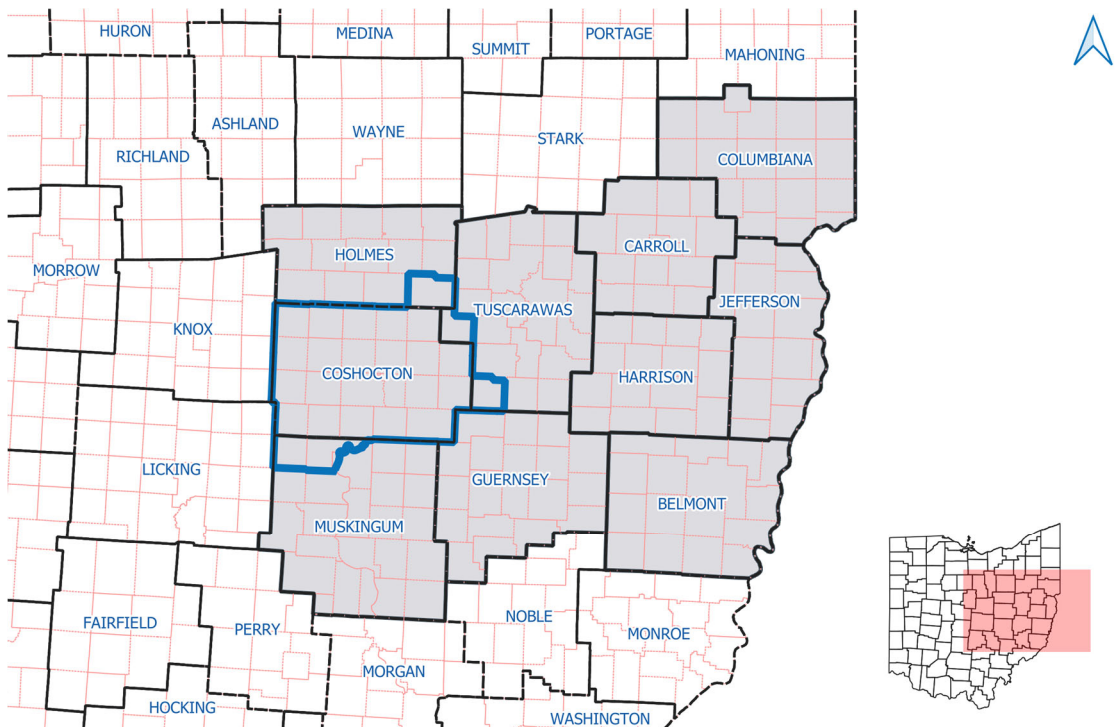 HURON
MEDINA
SUMMIT
PORTAGE
MAHONING
ASHLAND
WAYNE
STARK
RICHLAND
COLUMBIANA
HOLMES
CARROLL
MORROW
JEFFERSON
TUSCARAWAS
KNOX
COSHOCTON
HARRISON
LICKING
GUERNSEY
BELMONT
MUSKINGUM
NOBLE
FAIRFIELD
PERRY
MONROE
MORGAN
HOCKING
WASHINGTON